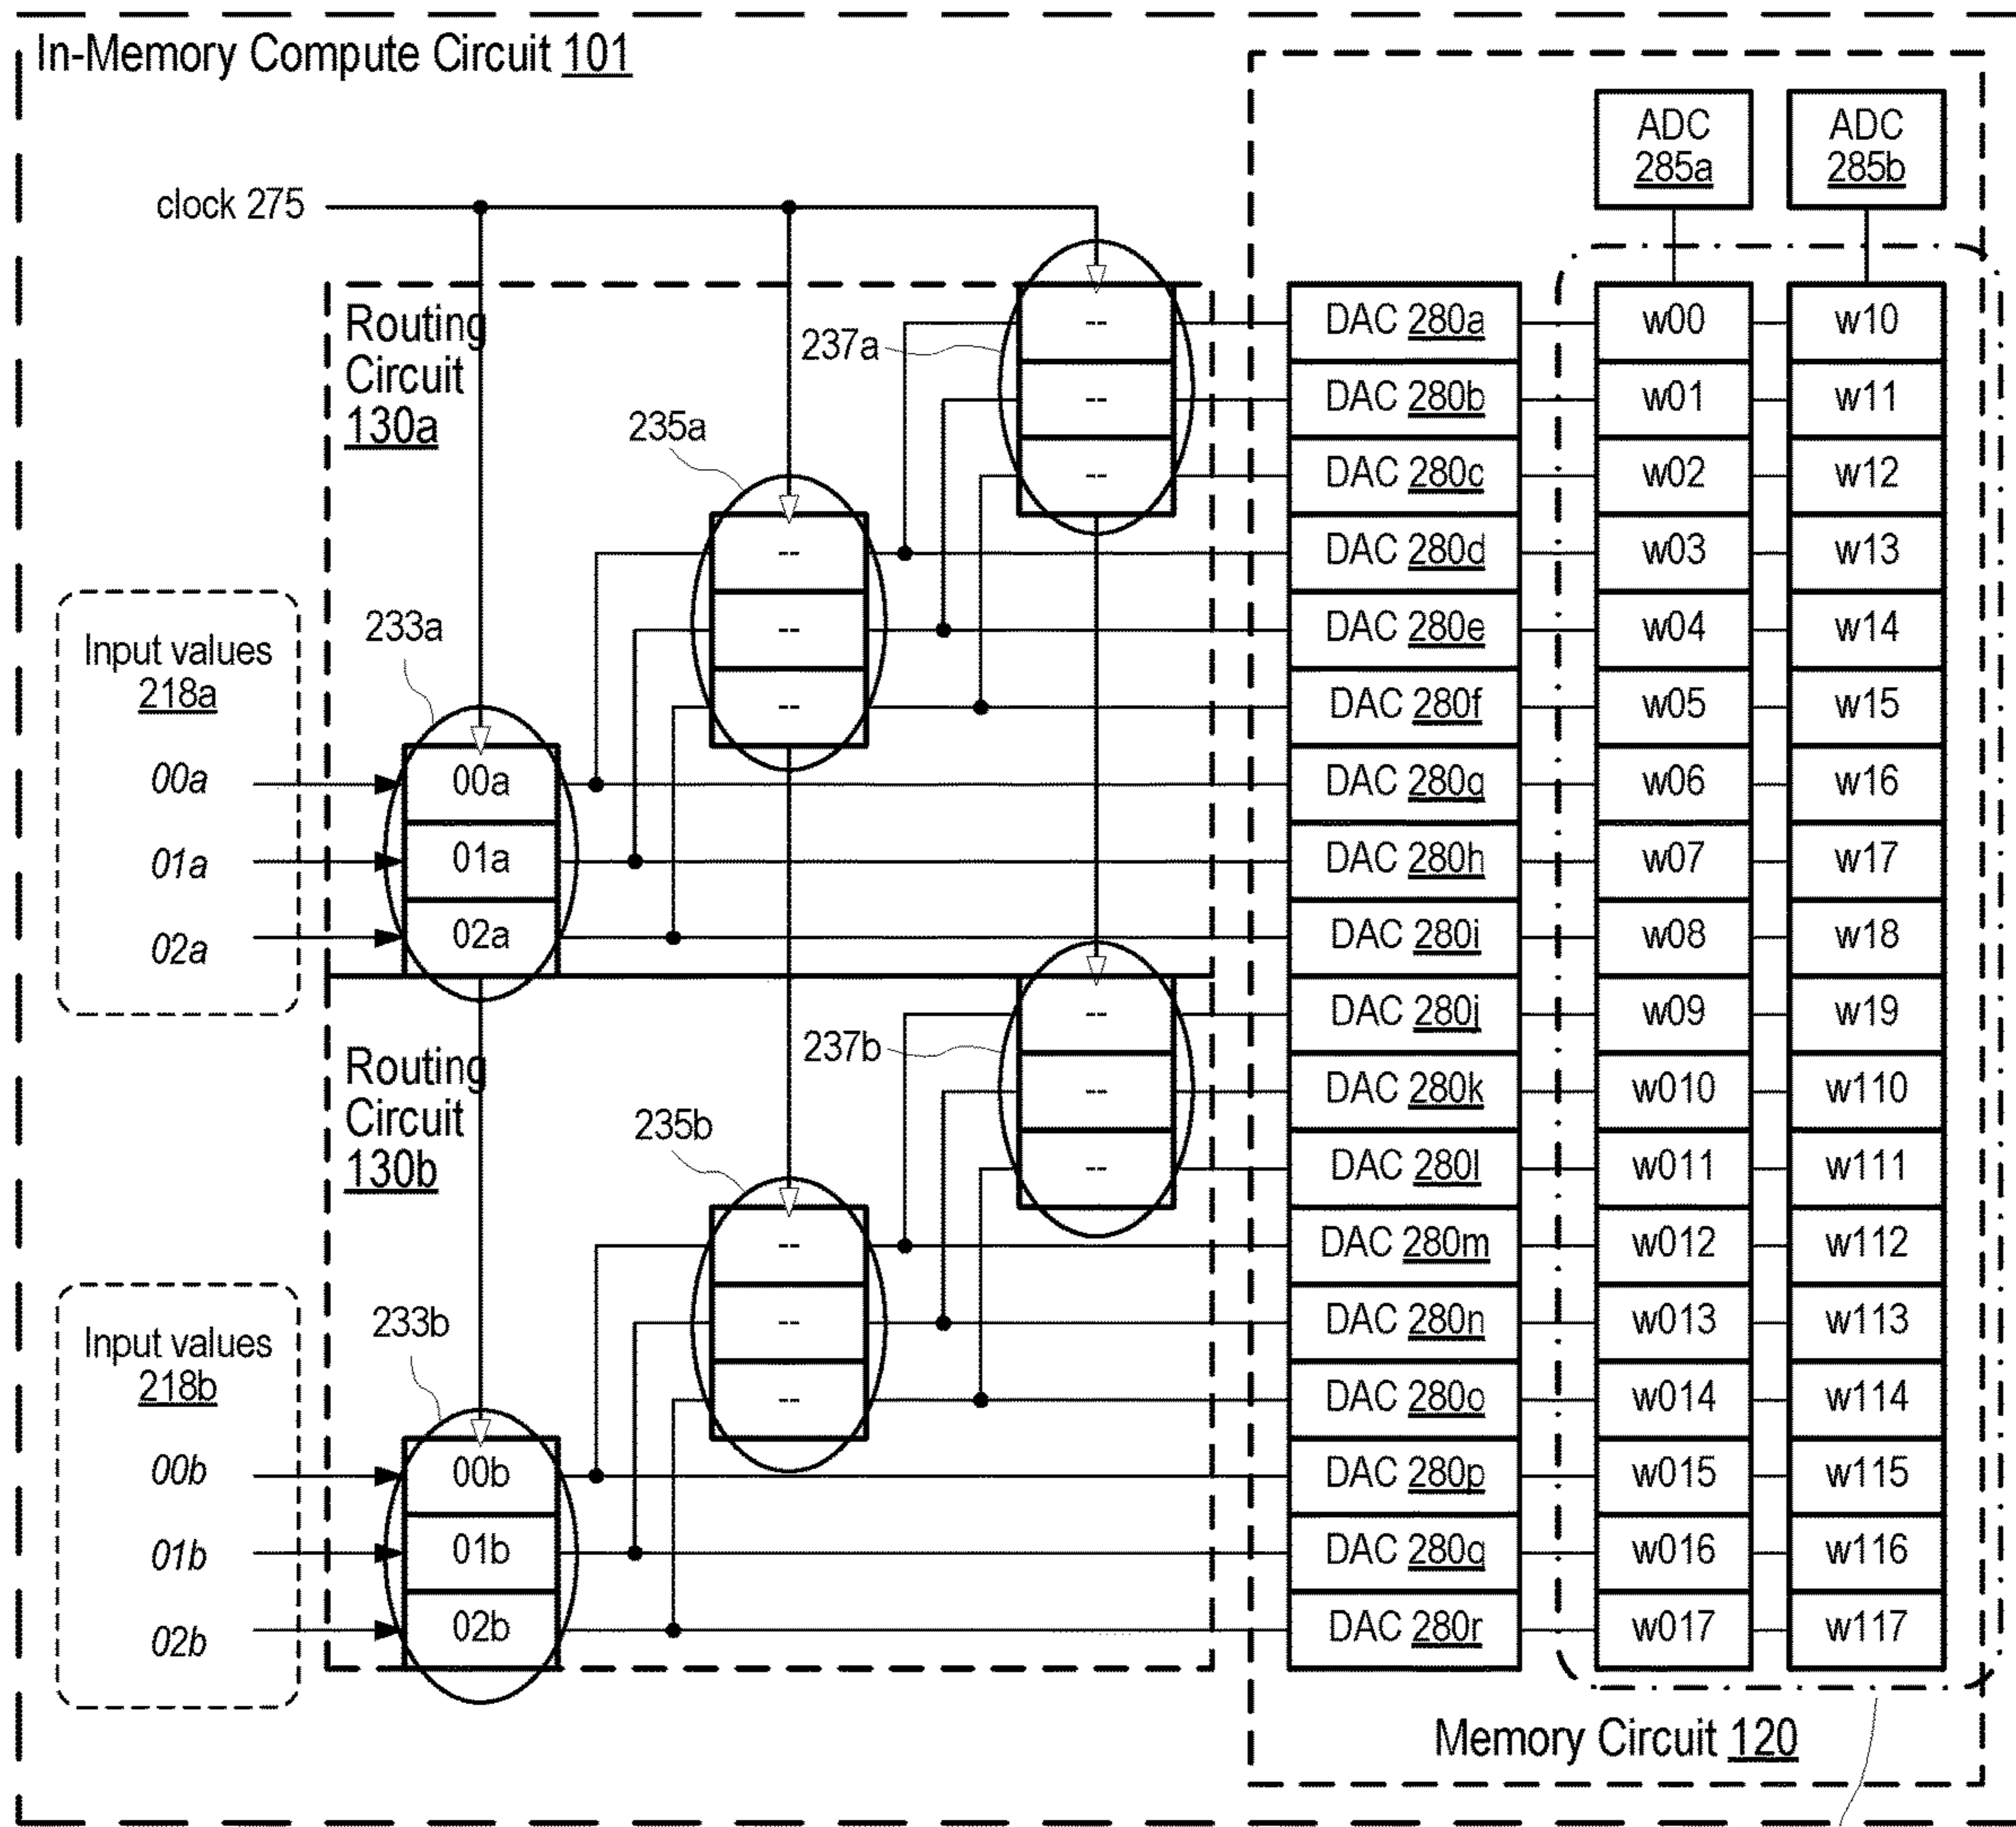 In-Memory Compute Circuit 101
ADC
285a
ADC
285b
clock 275
Routing
Circuit
130a
237a
235a
233a
Input values
218a
00a
01a
02a
00a
01a
02a
--
--
--
--
--
--
Routing
Circuit
130b
237b
235b
233b
Input values
218b
00b
01b
02b
00b
01b
02b
--
--
--
--
--
--
DAC 280a w00 w10
DAC 280b w01 w11
DAC 280c w02 w12
DAC 280d w03 w13
DAC 280e w04 w14
DAC 280f w05 w15
DAC 280g w06 w16
DAC 280h w07 w17
DAC 280i w08 w18
DAC 280j w09 w19
DAC 280k w010 w110
DAC 280l w011 w111
DAC 280m w012 w112
DAC 280n w013 w113
DAC 280o w014 w114
DAC 280p w015 w115
DAC 280q w016 w116
DAC 280r w017 w117
Memory Circuit 120